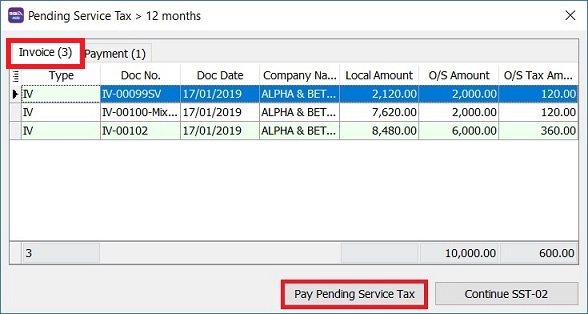 Pending Service Tax > 12 months
Invoice (3) Payment (1)
Type Doc No. Doc Date Company Na... Local Amount O/S Amount O/S Tax Am...
IV IV-00099SV 17/01/2019 ALPHA & BET... 2,120.00 2,000.00 120.00
IV IV-00100-Mix... 17/01/2019 ALPHA & BET... 7,620.00 2,000.00 120.00
IV IV-00102 17/01/2019 ALPHA & BET... 8,480.00 6,000.00 360.00
3 10,000.00 600.00
Pay Pending Service Tax Continue SST-02